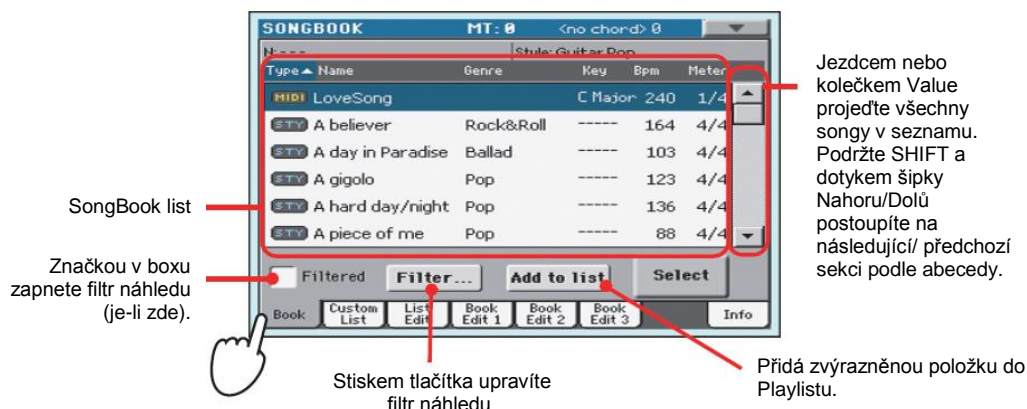 SONGBOOK MT: 0 <no chord> 0
N:--- Style: Guitar Pop
Type Name Genre Key Bpm Meter
MIDI LoveSong C Major 240 1/4
STY A believer Rock&Roll ----- 164 4/4
STY A day in Paradise Ballad ----- 103 4/4
STY A gigolo Pop ----- 123 4/4
STY A hard day/night Pop ----- 136 4/4
STY A piece of me Pop ----- 88 4/4
Filtered Filter... Add to list Select
Book Custom List List Edit Book Edit 1 Book Edit 2 Book Edit 3 Info
SongBook list
Značkou v boxu
zapnete filtr náhledu
(je-li zde).
Stiskem tlačítka upravíte
filtr náhledu
Jezdcem nebo
kolečkem Value
projeďte všechny
songy v seznamu.
Podržte SHIFT a
dotykem šipky
Nahoru/Dolů
postoupíte na
následující/ předchozí
sekci podle abecedy.
Přidá zvýrazněnou položku do
Playlistu.